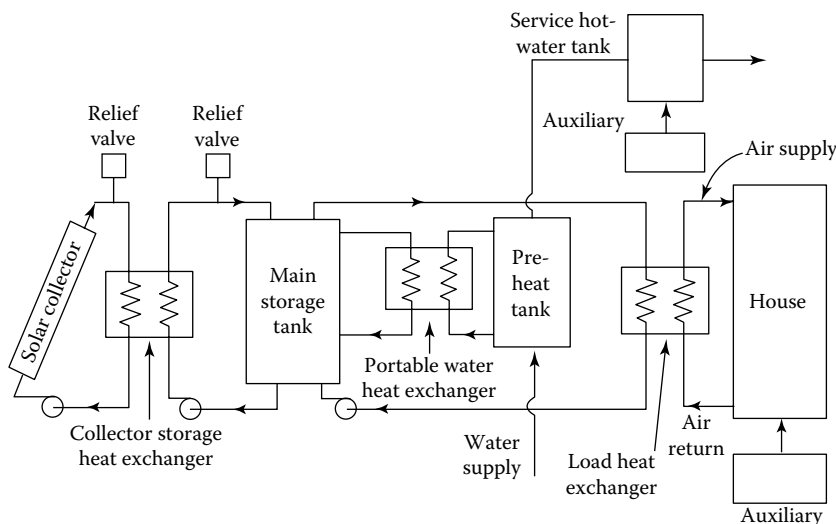 Service hot-
water tank
Relief
valve
Relief
valve
Auxiliary
Air supply
Solar collector
Main
storage
tank
Pre-
heat tank
House
Portable water
heat exchanger
Collector storage
heat exchanger
Water
supply
Load heat
exchanger
Air
return
Auxiliary